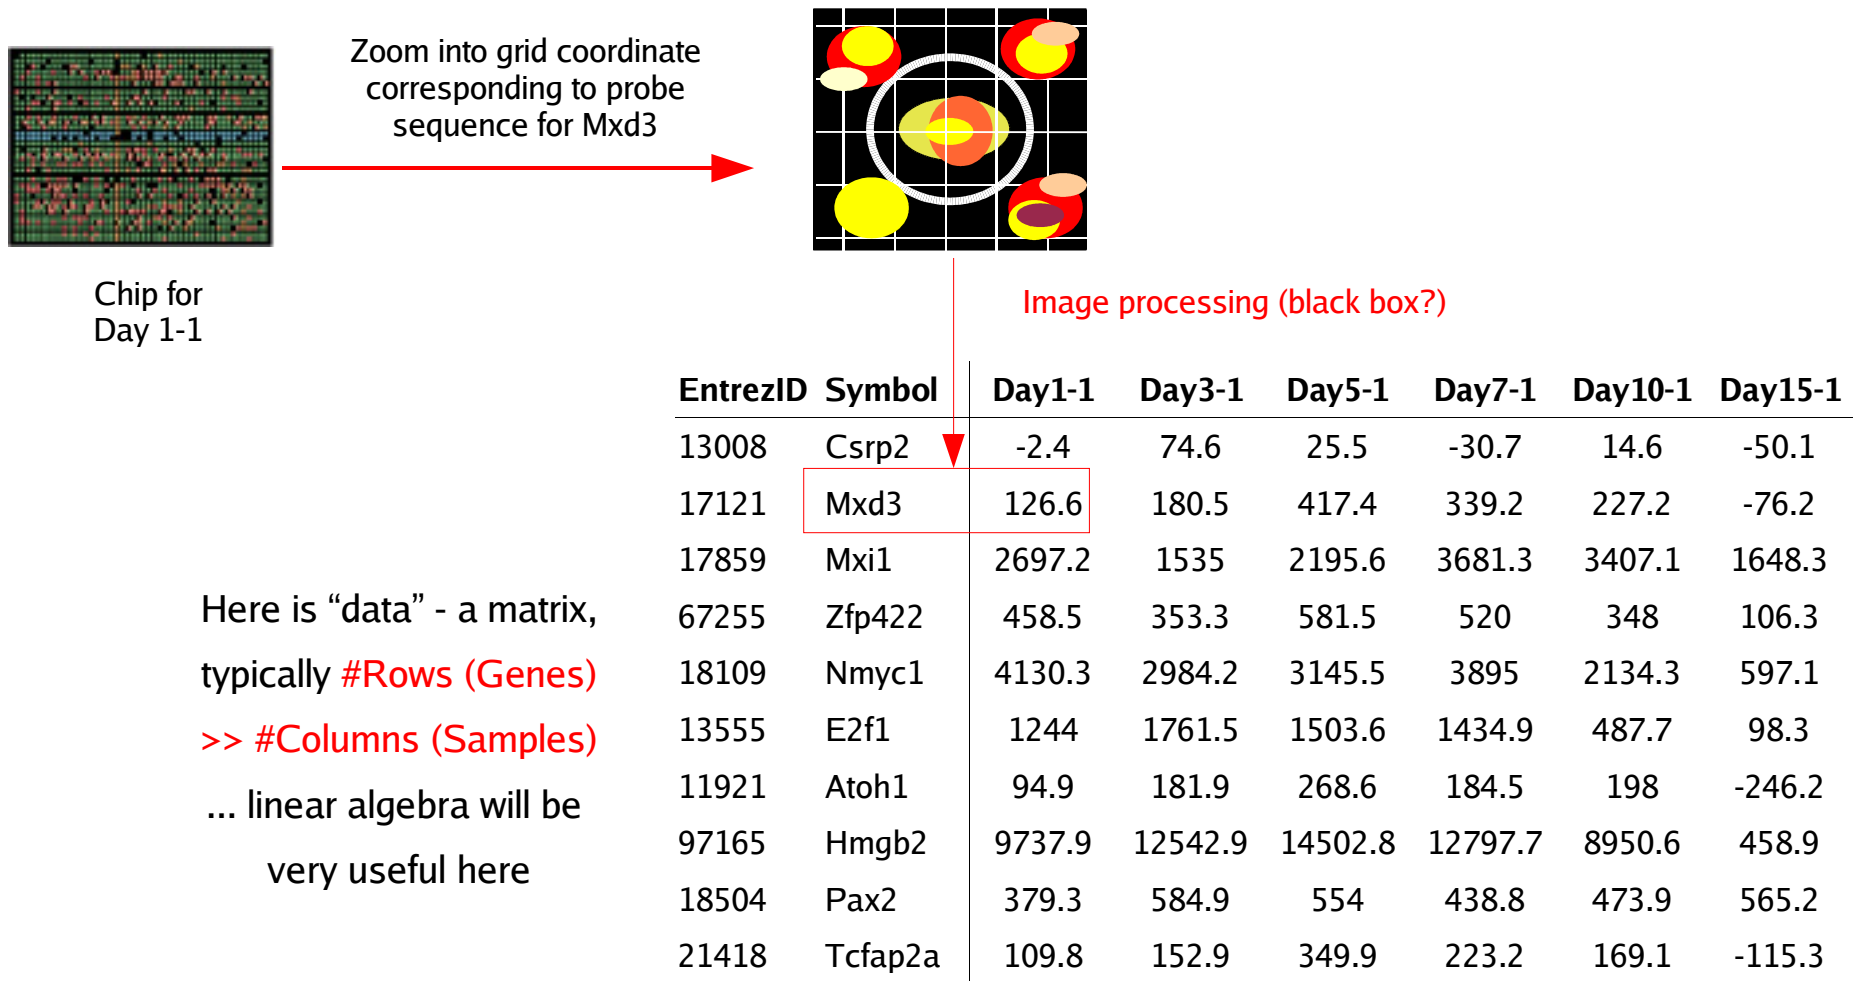 Zoom into grid coordinate
corresponding to probe
sequence for Mxd3
Chip for
Day 1-1
Image processing (black box?)
EntrezID Symbol Day1-1 Day3-1 Day5-1 Day7-1 Day10-1 Day15-1
13008 Csrp2 -2.4 74.6 25.5 -30.7 14.6 -50.1
17121 Mxd3 126.6 180.5 417.4 339.2 227.2 -76.2
17859 Mxi1 2697.2 1535 2195.6 3681.3 3407.1 1648.3
67255 Zfp422 458.5 353.3 581.5 520 348 106.3
18109 Nmyc1 4130.3 2984.2 3145.5 3895 2134.3 597.1
13555 E2f1 1244 1761.5 1503.6 1434.9 487.7 98.3
11921 Atoh1 94.9 181.9 268.6 184.5 198 -246.2
97165 Hmgb2 9737.9 12542.9 14502.8 12797.7 8950.6 458.9
18504 Pax2 379.3 584.9 554 438.8 473.9 565.2
21418 Tcfap2a 109.8 152.9 349.9 223.2 169.1 -115.3
Here is “data” - a matrix,
typically #Rows (Genes)
>> #Columns (Samples)
... linear algebra will be
very useful here